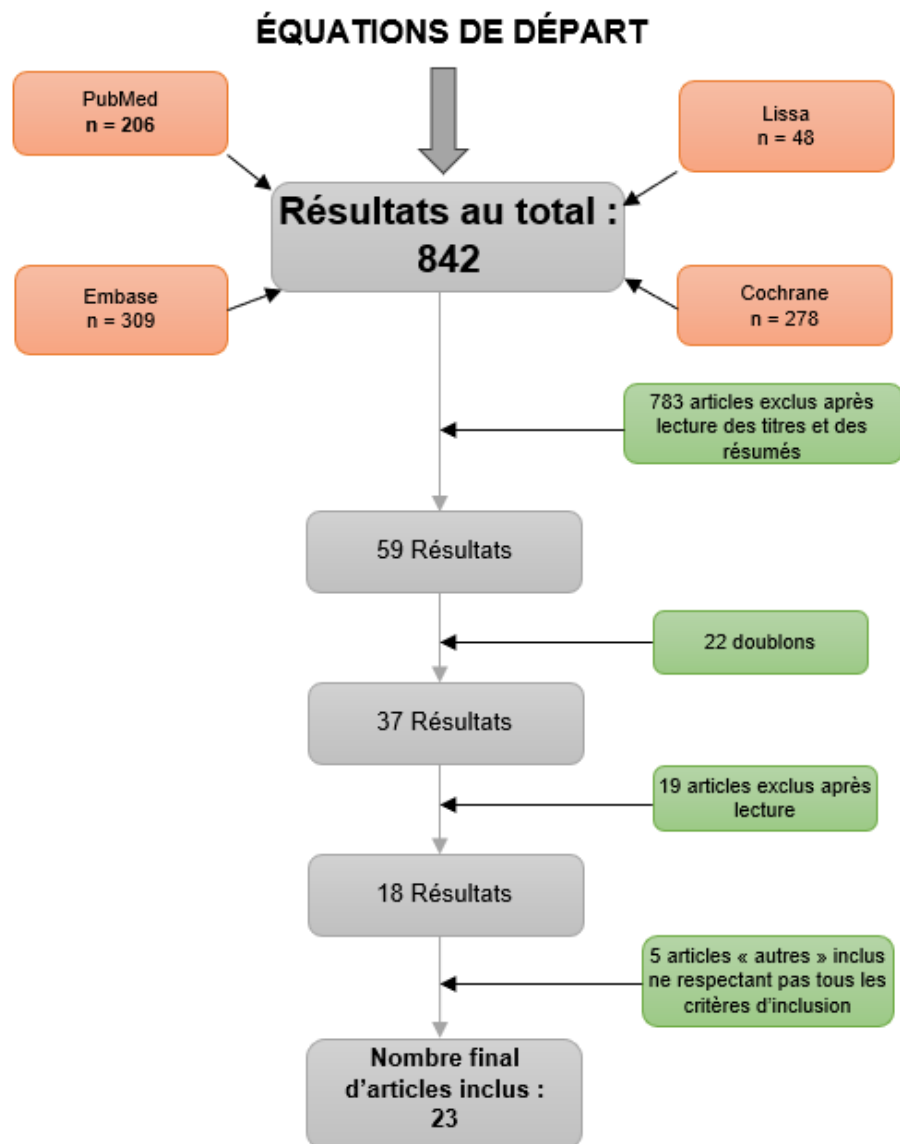 ÉQUATIONS DE DÉPART
PubMed
n = 206
Lissa
n = 48
Résultats au total :
842
Embase
n = 309
Cochrane
n = 278
783 articles exclus après
lecture des titres et des
résumés
59 Résultats
22 doublons
37 Résultats
19 articles exclus après
lecture
18 Résultats
5 articles « autres » inclus
ne respectant pas tous les
critères d’inclusion
Nombre final
d’articles inclus :
23